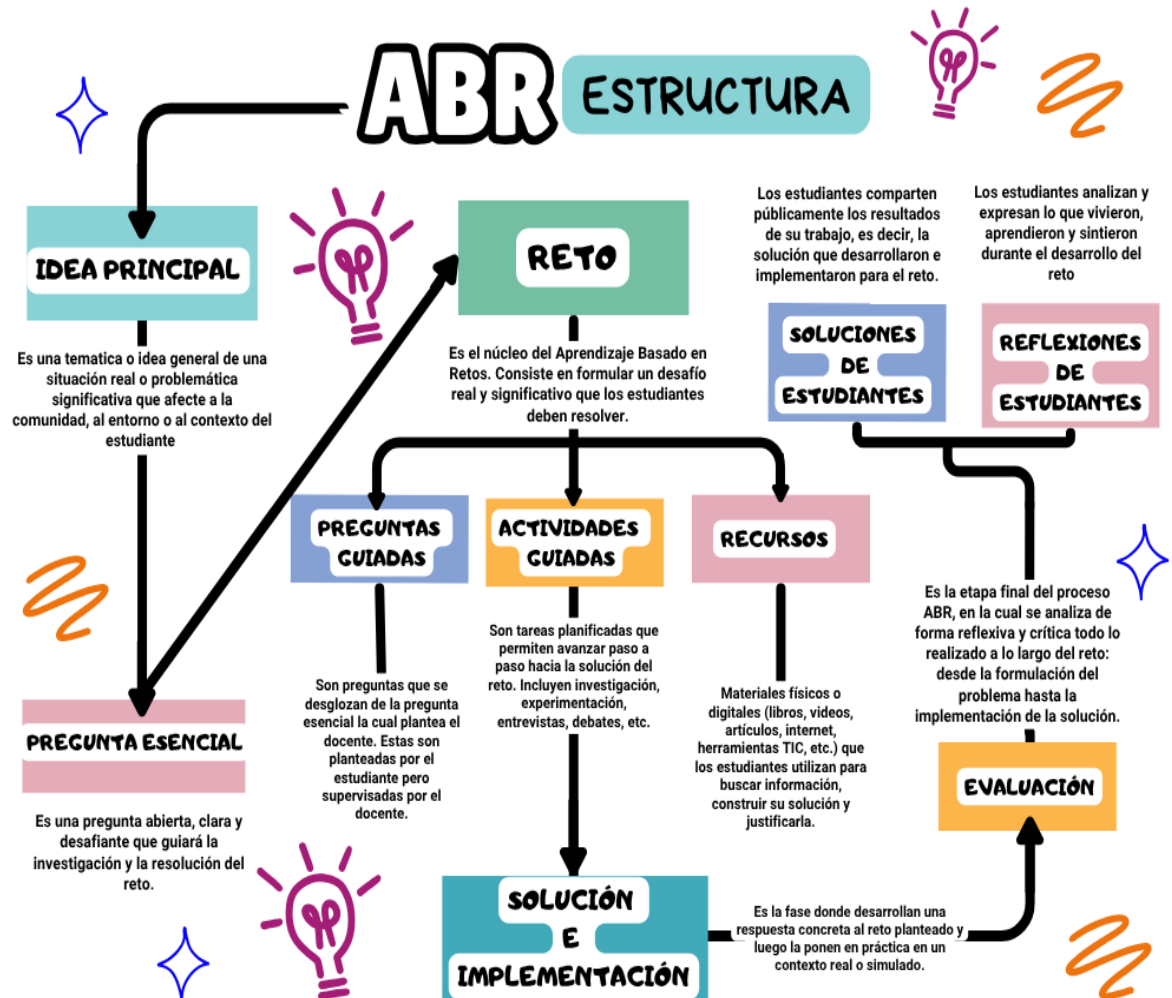 ABR ESTRUCTURA
IDEA PRINCIPAL
Es una tematica o idea general de una
situación real o problemática
significativa que afecte a la
comunidad, al entorno o al contexto del
estudiante
PREGUNTA ESENCIAL
Es una pregunta abierta, clara y
desafiante que guiará la
investigación y la resolución del
reto.
RETO
Es el núcleo del Aprendizaje Basado en
Retos. Consiste en formular un desafío
real y significativo que los estudiantes
deben resolver.
PREGUNTAS
GUIADAS
Son preguntas que se
desglozan de la pregunta
esencial la cual plantea el
docente. Estas son
planteadas por el
estudiante pero
supervisadas por el
docente.
ACTIVIDADES
GUIADAS
Son tareas planificadas que
permiten avanzar paso a
paso hacia la solución del
reto. Incluyen investigación,
experimentación,
entrevistas, debates, etc.
RECURSOS
Materiales físicos o
digitales (libros, videos,
artículos, internet,
herramientas TIC, etc.) que
los estudiantes utilizan para
buscar información,
construir su solución y
justificarla.
SOLUCIÓN
E
IMPLEMENTACIÓN
Es la fase donde desarrollan una
respuesta concreta al reto planteado y
luego la ponen en práctica en un
contexto real o simulado.
EVALUACIÓN
Es la etapa final del proceso
ABR, en la cual se analiza de
forma reflexiva y crítica todo lo
realizado a lo largo del reto:
desde la formulación del
problema hasta la
implementación de la solución.
SOLUCIONES
DE
ESTUDIANTES
Los estudiantes comparten
públicamente los resultados
de su trabajo, es decir, la
solución que desarrollaron e
implementaron para el reto.
REFLEXIONES
DE
ESTUDIANTES
Los estudiantes analizan y
expresan lo que vivieron,
aprendieron y sintieron
durante el desarrollo del
reto